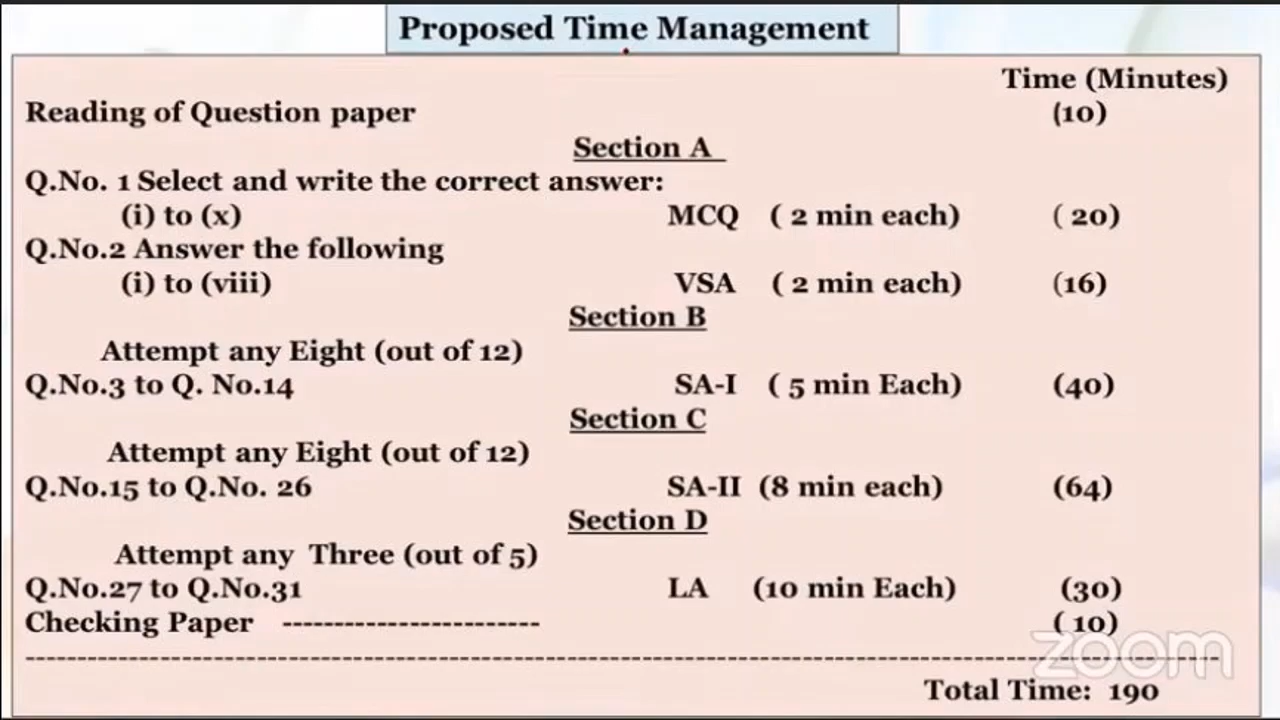 Proposed Time Management
Time (Minutes)
Reading of Question paper (10)
Section A
Q.No. 1 Select and write the correct answer:
(i) to (x) MCQ ( 2 min each) ( 20)
Q.No.2 Answer the following
(i) to (viii) VSA ( 2 min each) (16)
Section B
Attempt any Eight (out of 12)
Q.No.3 to Q. No.14 SA-I ( 5 min Each) (40)
Section C
Attempt any Eight (out of 12)
Q.No.15 to Q.No. 26 SA-II (8 min each) (64)
Section D
Attempt any Three (out of 5)
Q.No.27 to Q.No.31 LA (10 min Each) (30)
Checking Paper ------------------------ ( 10)
zoom
Total Time: 190